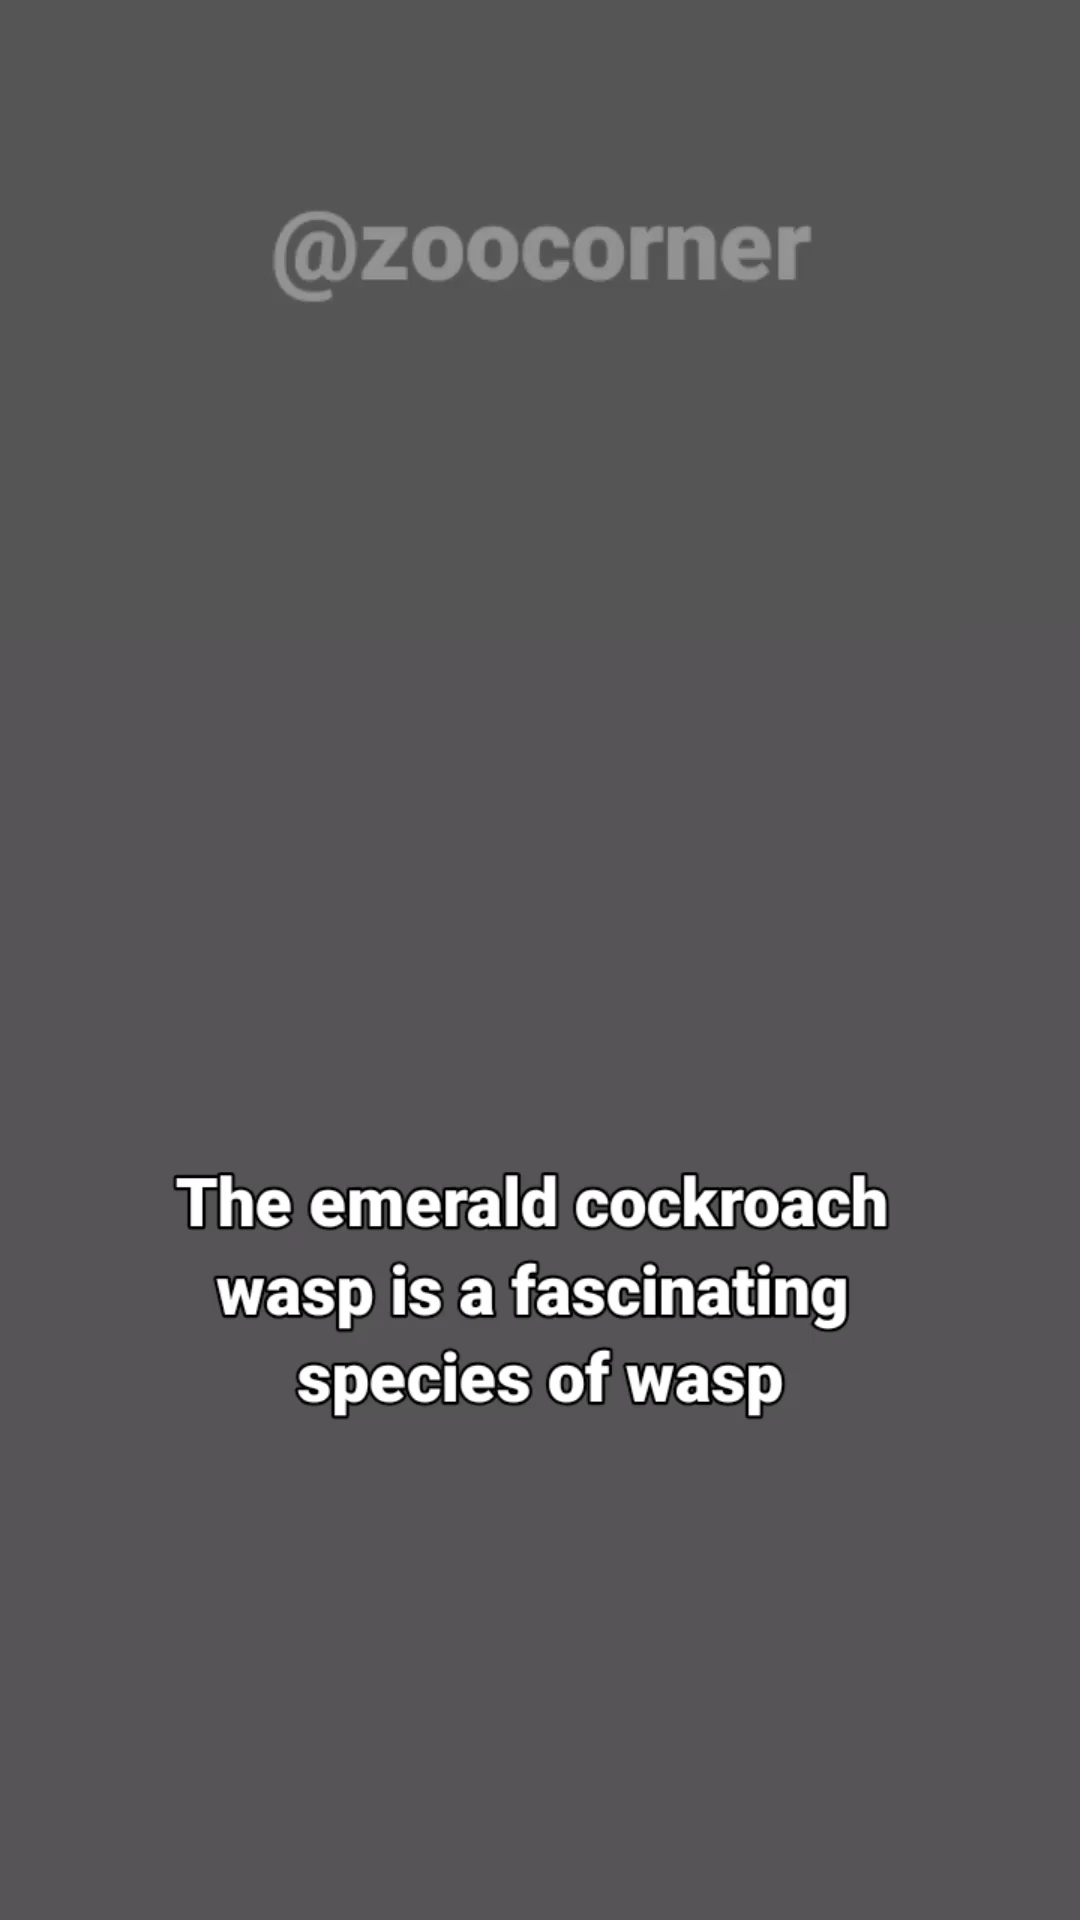 @zoocorner
The emerald cockroach
wasp is a fascinating
species of wasp